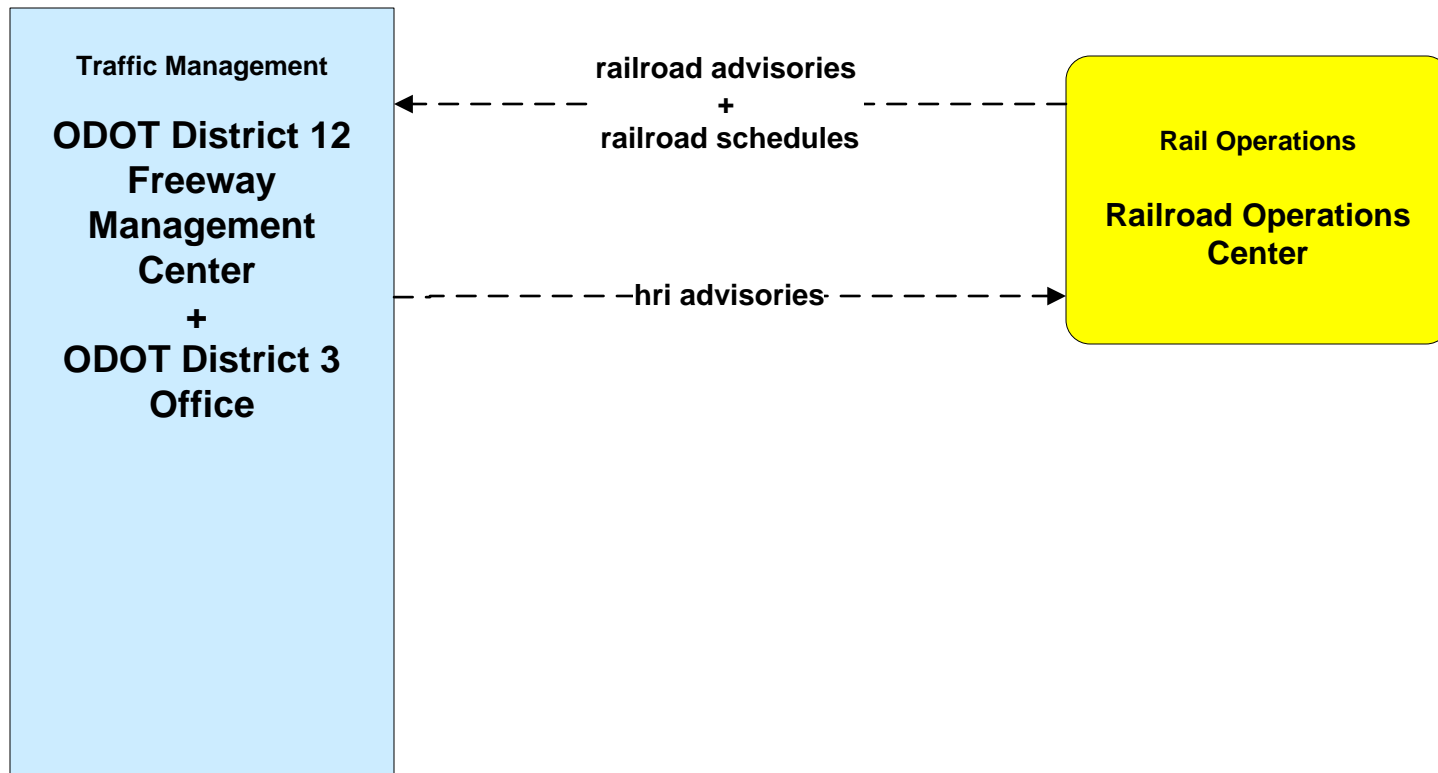 Traffic Management
ODOT District 12
Freeway
Management
Center
+
ODOT District 3
Office
railroad advisories
+
railroad schedules
hri advisories
Rail Operations
Railroad Operations
Center